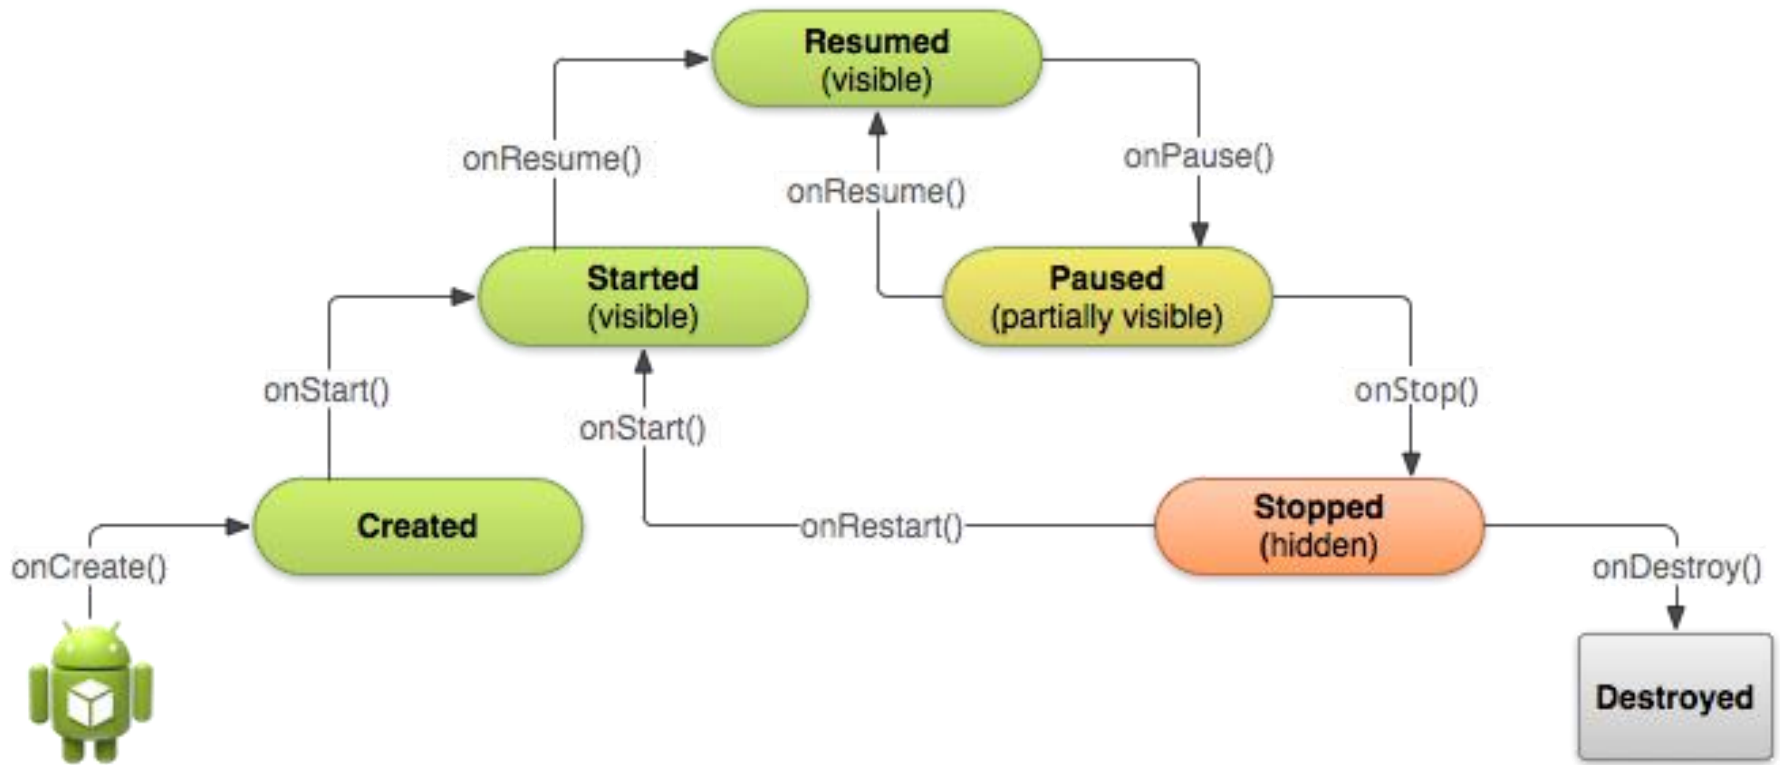 Resumed
(visible)
onResume()
onPause()
onResume()
Started
(visible)
Paused
(partially visible)
onStart()
onStop()
onStart()
Created
onRestart()
Stopped
(hidden)
onCreate()
onDestroy()
Destroyed